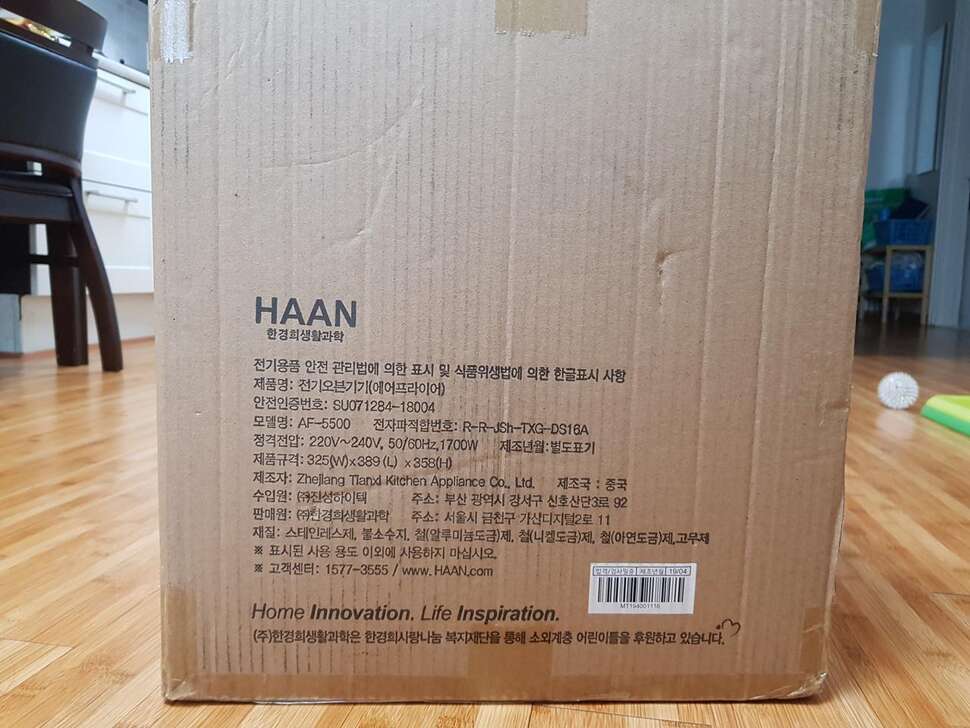 HAAN
한경희생활과학
전기용품 안전 관리법에 의한 표시 및 식품위생법에 의한 한글표시 사항
제품명: 전기오븐기기(에어프라이어)
안전인증번호: SU071284-18004
모델명: AF-5500 전자파적합번호: R-R-JSh-TXG-DS16A
정격전압: 220V~240V, 50/60Hz,1700W 제조년월:별도표기
제품규격: 325(W)x389(L) x358(H)
제조자: Zhejiang Tianxi Kitchen Appliance Co., Ltd. 제조국 : 중국
수입원: ㈜진성하이텍 주소: 부산 광역시 강서구 신호산단3로 92
판매원: ㈜한경희생활과학 주소: 서울시 금천구 가산디지털2로 11
재질: 스테인레스제, 불소수지, 철(알루미늄도금)제, 철(니켈도금)제, 철(아연도금)제,고무제
※ 표시된 사용 용도 이외에 사용하지 마십시오.
※ 고객센터: 1577-3555 / www.HAAN.com
합격/검사필증 제조년월 19/04
MT194001116
Home Innovation. Life Inspiration.
(주)한경희생활과학은 한경희사랑나눔 복지재단을 통해 소외계층 어린이들을 후원하고 있습니다.